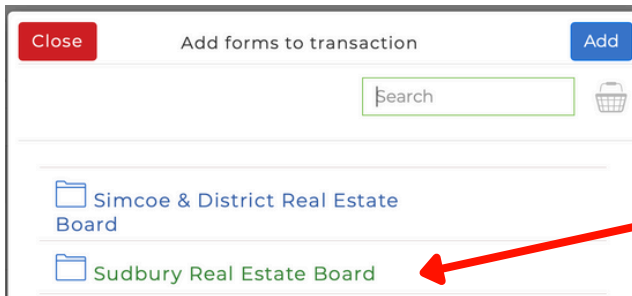 Close Add forms to transaction Add
Search
Simcoe & District Real Estate
Board
Sudbury Real Estate Board